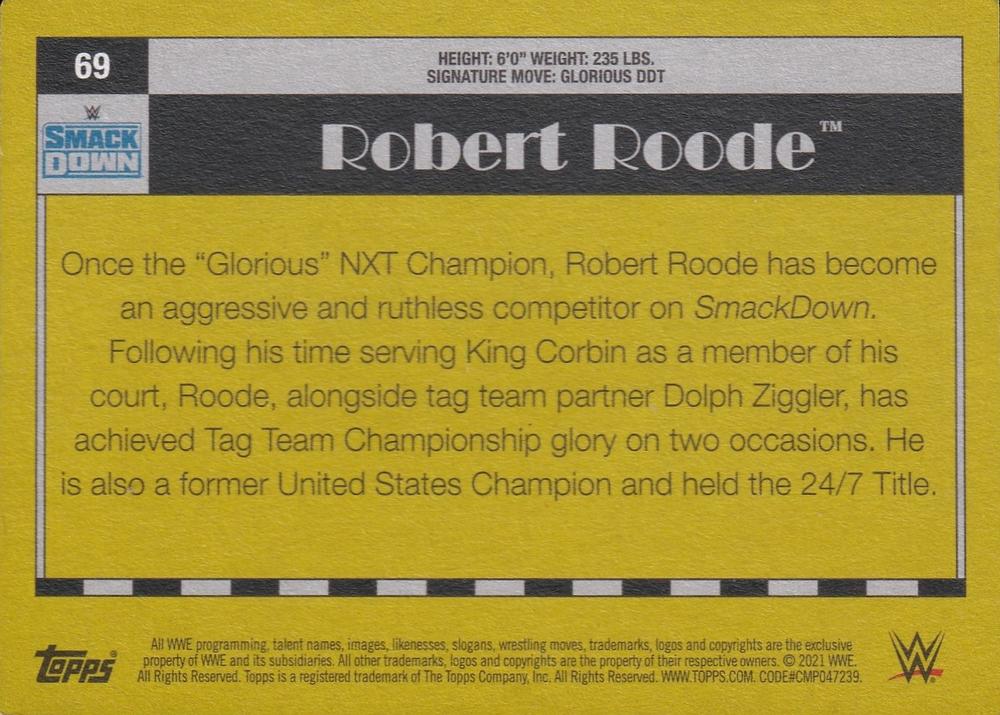 69
HEIGHT: 6'0" WEIGHT: 235 LBS.
SIGNATURE MOVE: GLORIOUS DDT
W
SMACK
DOWN
Robert Roode™
Once the “Glorious” NXT Champion, Robert Roode has become
an aggressive and ruthless competitor on SmackDown.
Following his time serving King Corbin as a member of his
court, Roode, alongside tag team partner Dolph Ziggler, has
achieved Tag Team Championship glory on two occasions. He
is also a former United States Champion and held the 24/7 Title.
Topps®
All WWE programming, talent names, images, likenesses, slogans, wrestling moves, trademarks, logos and copyrights are the exclusive
property of WWE and its subsidiaries. All other trademarks, logos and copyrights are the property of their respective owners. © 2021 WWE.
All Rights Reserved. Topps is a registered trademark of The Topps Company, Inc. All Rights Reserved. WWW.TOPPS.COM. CODE#CMP047239.
W